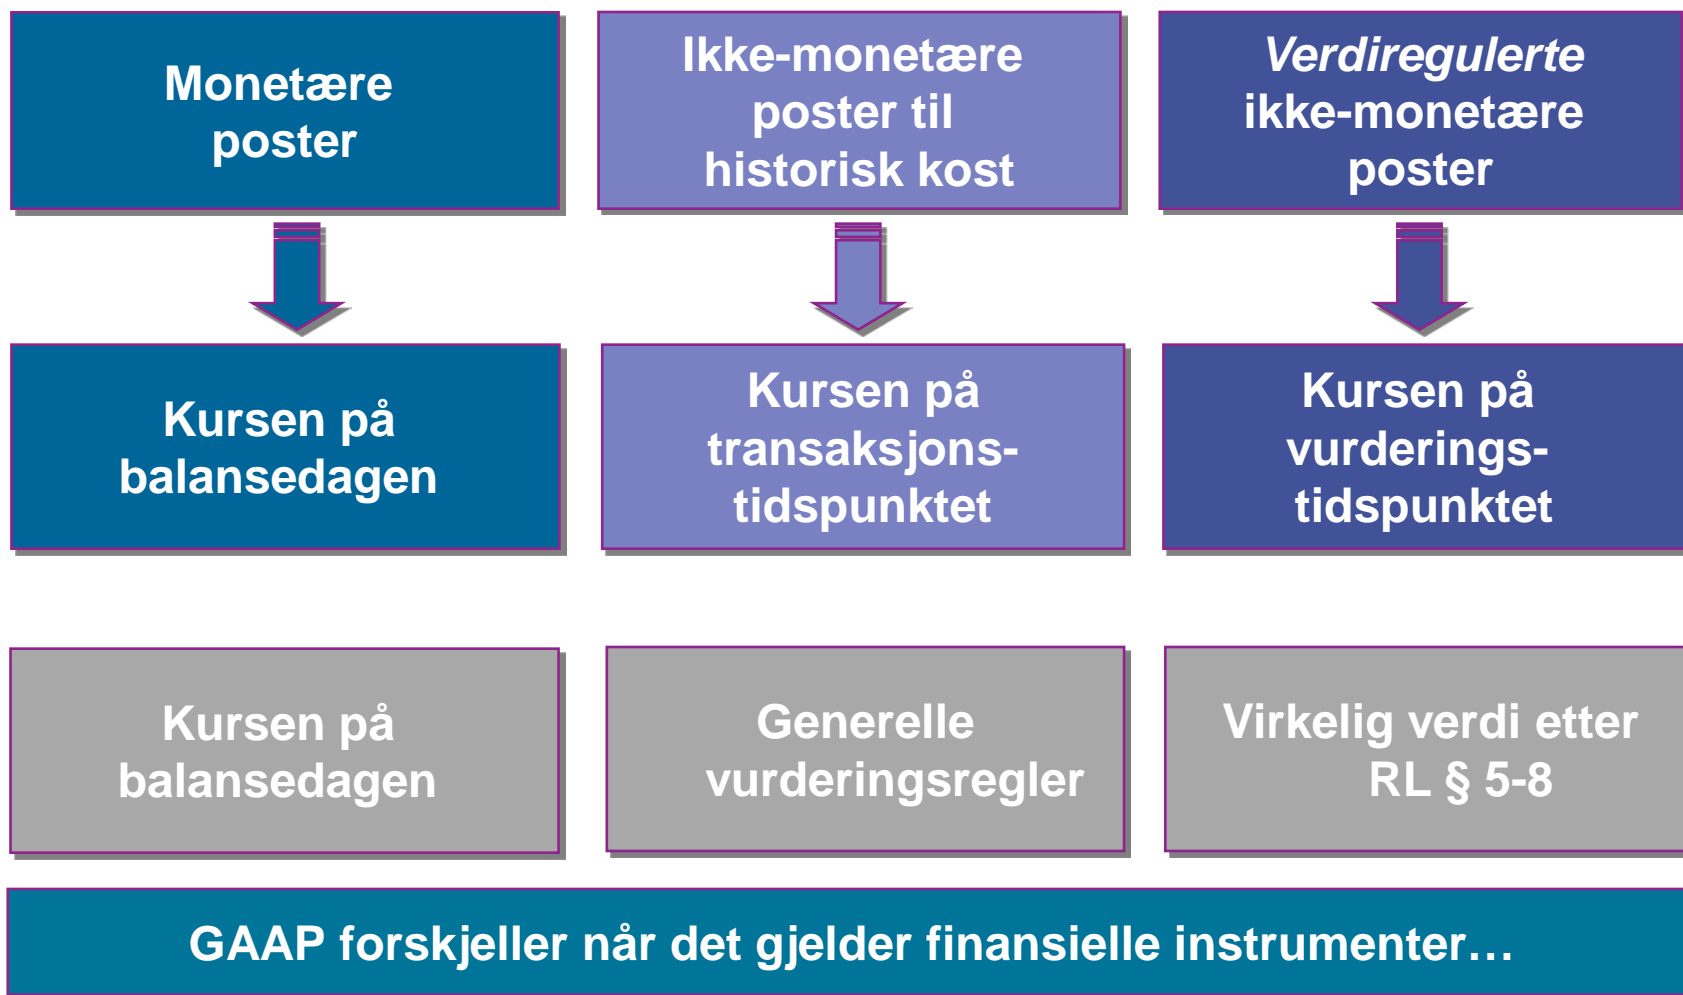 Monetære
poster
Ikke-monetære
poster til
historisk kost
Verdiregulerte
ikke-monetære
poster
Kursen på
balansedagen
Kursen på
transaksjons-
tidspunktet
Kursen på
vurderings-
tidspunktet
Kursen på
balansedagen
Generelle
vurderingsregler
Virkelig verdi etter
RL § 5-8
GAAP forskjeller når det gjelder finansielle instrumenter…